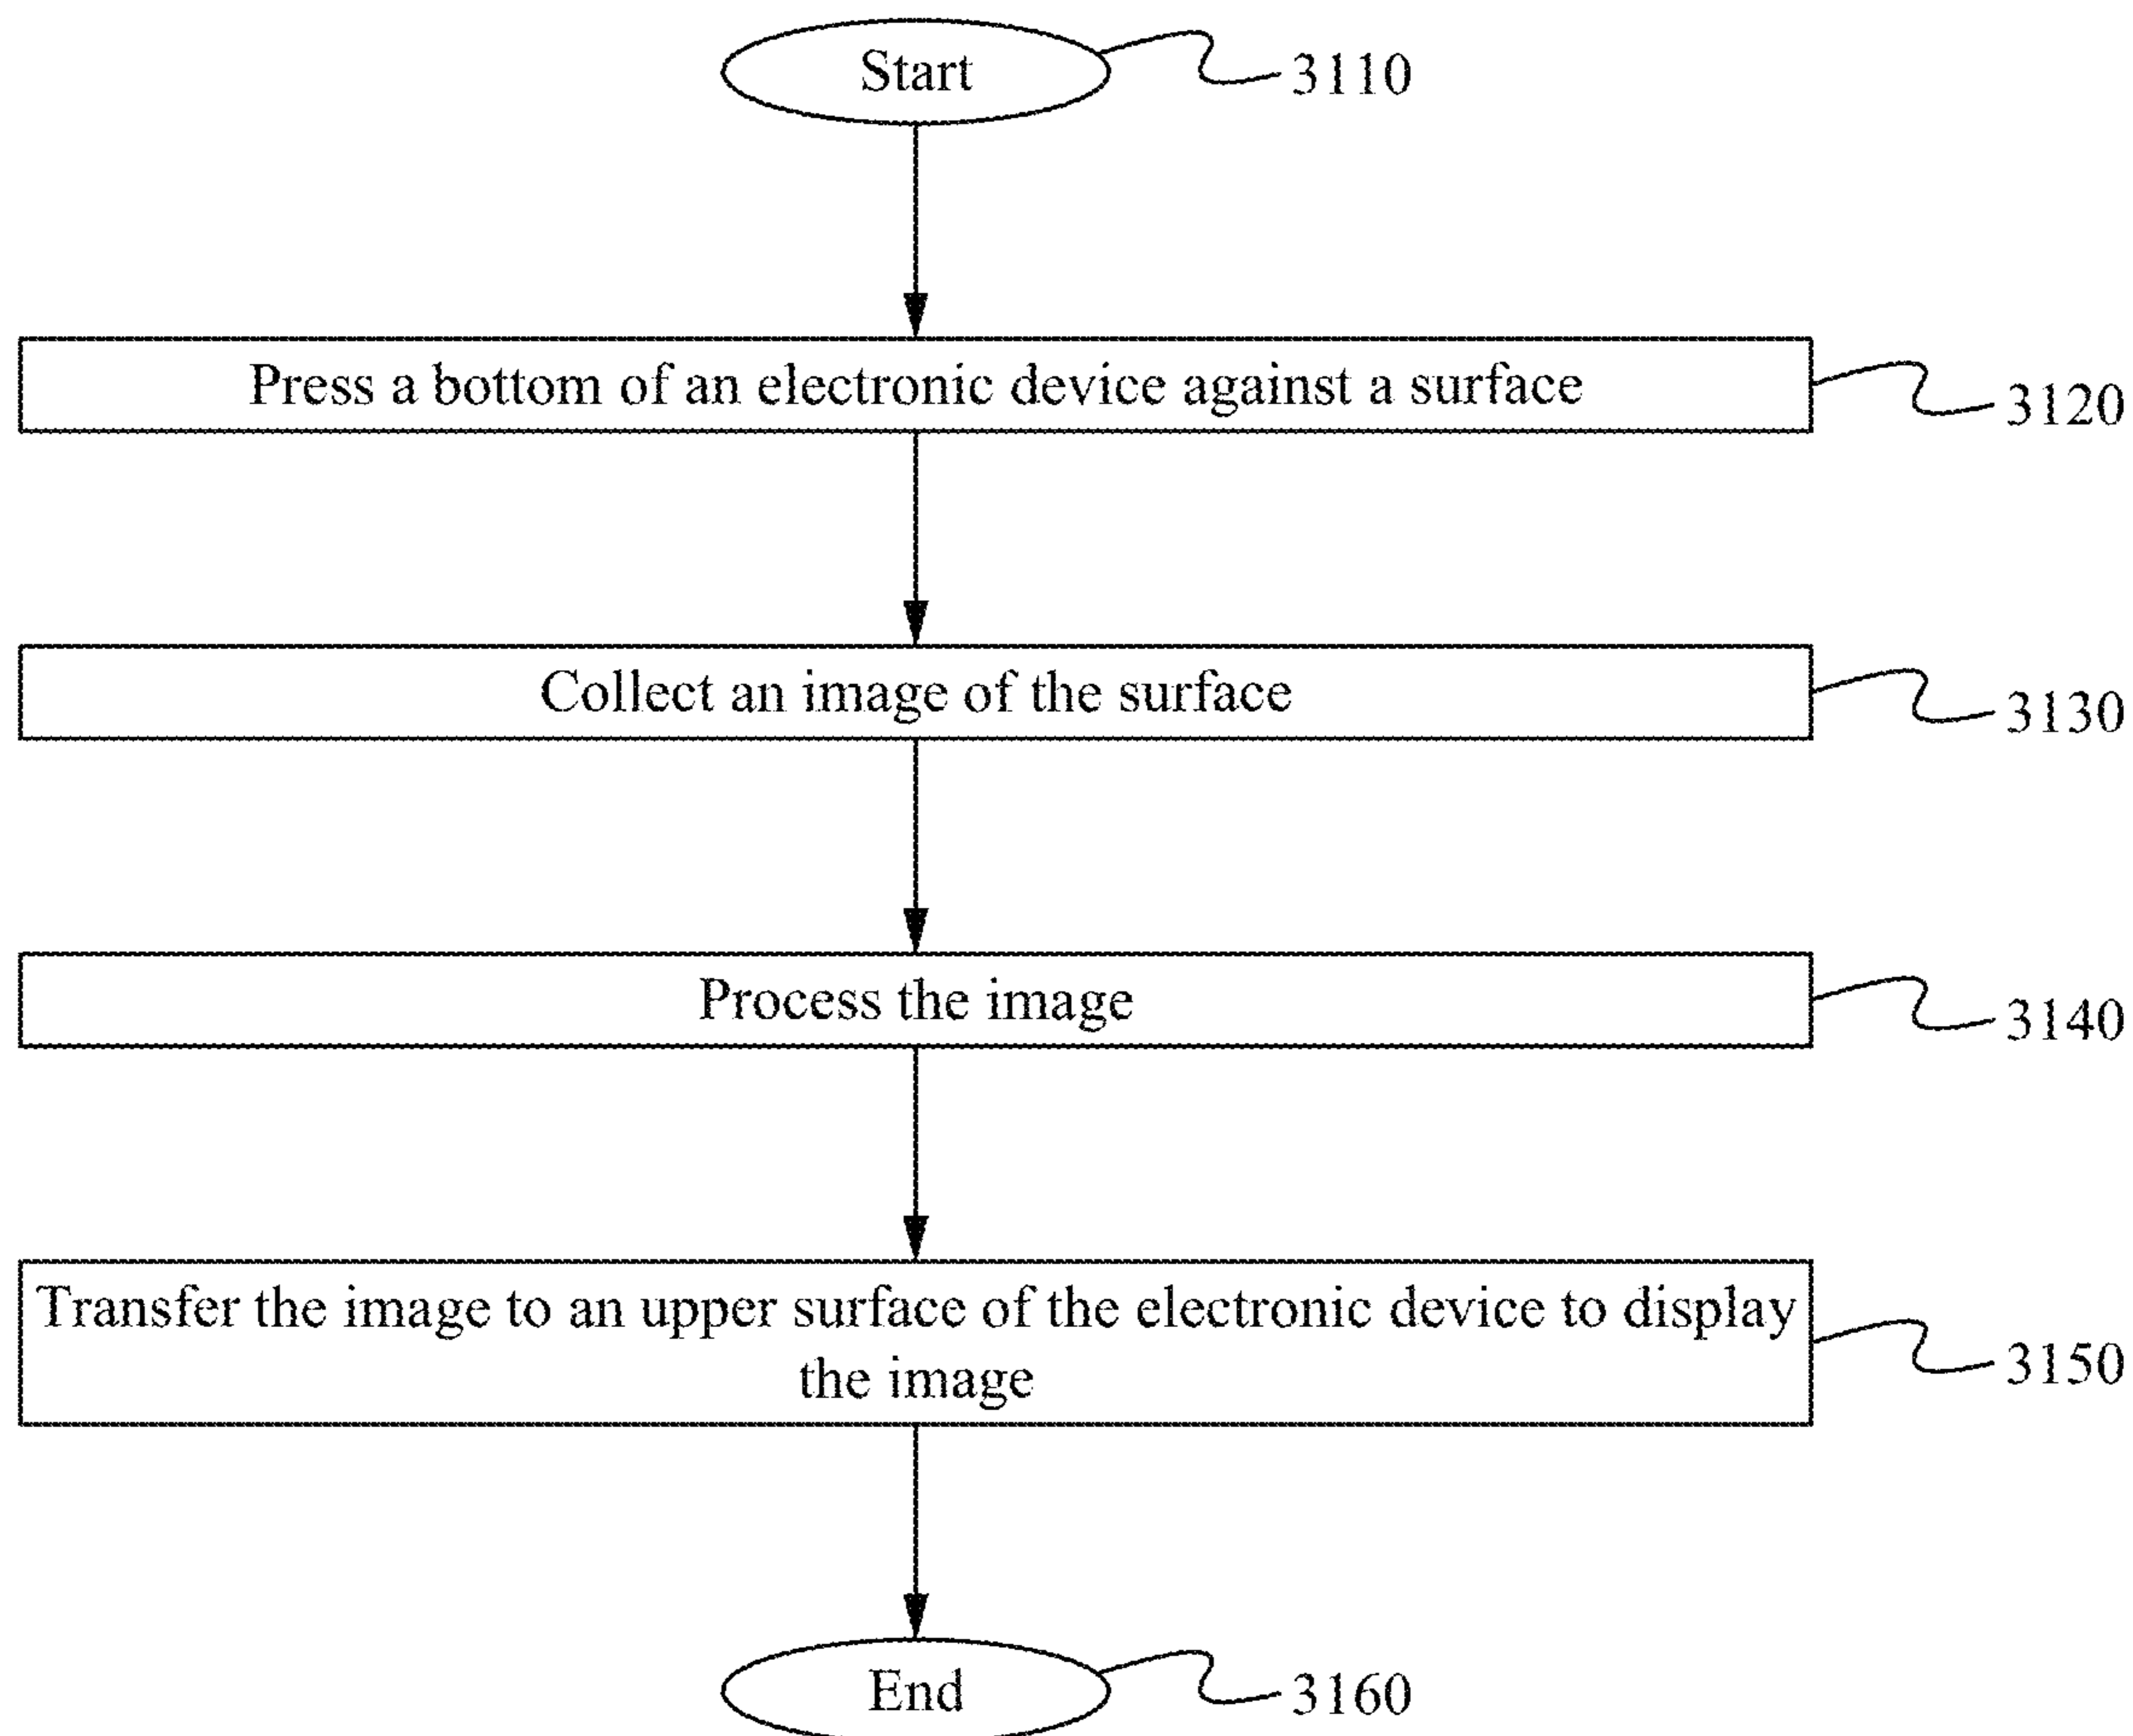 Start
3110
Press a bottom of an electronic device against a surface
3120
Collect an image of the surface
3130
Process the image
3140
Transfer the image to an upper surface of the electronic device to display
the image
3150
End
3160